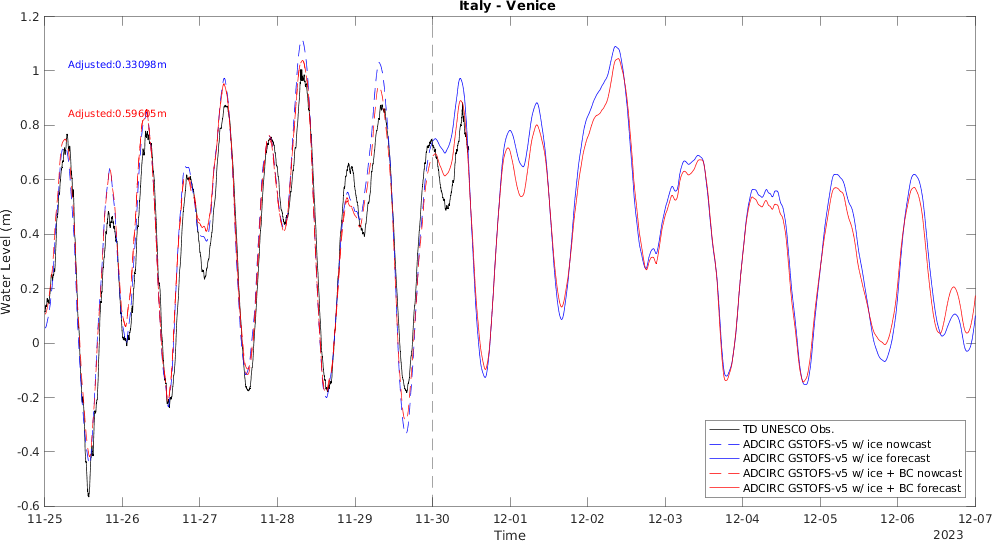 Italy - Venice
1.2
1
0.8
0.6
0.4
0.2
0
-0.2
-0.4
-0.6
Water Level (m)
Adjusted:0.33098m
Adjusted:0.59605m
TD UNESCO Obs.
ADCIRC GSTOFS-v5 w/ ice nowcast
ADCIRC GSTOFS-v5 w/ ice forecast
ADCIRC GSTOFS-v5 w/ ice + BC nowcast
ADCIRC GSTOFS-v5 w/ ice + BC forecast
11-25 11-26 11-27 11-28 11-29 11-30 12-01 12-02 12-03 12-04 12-05 12-06 12-07
Time
2023